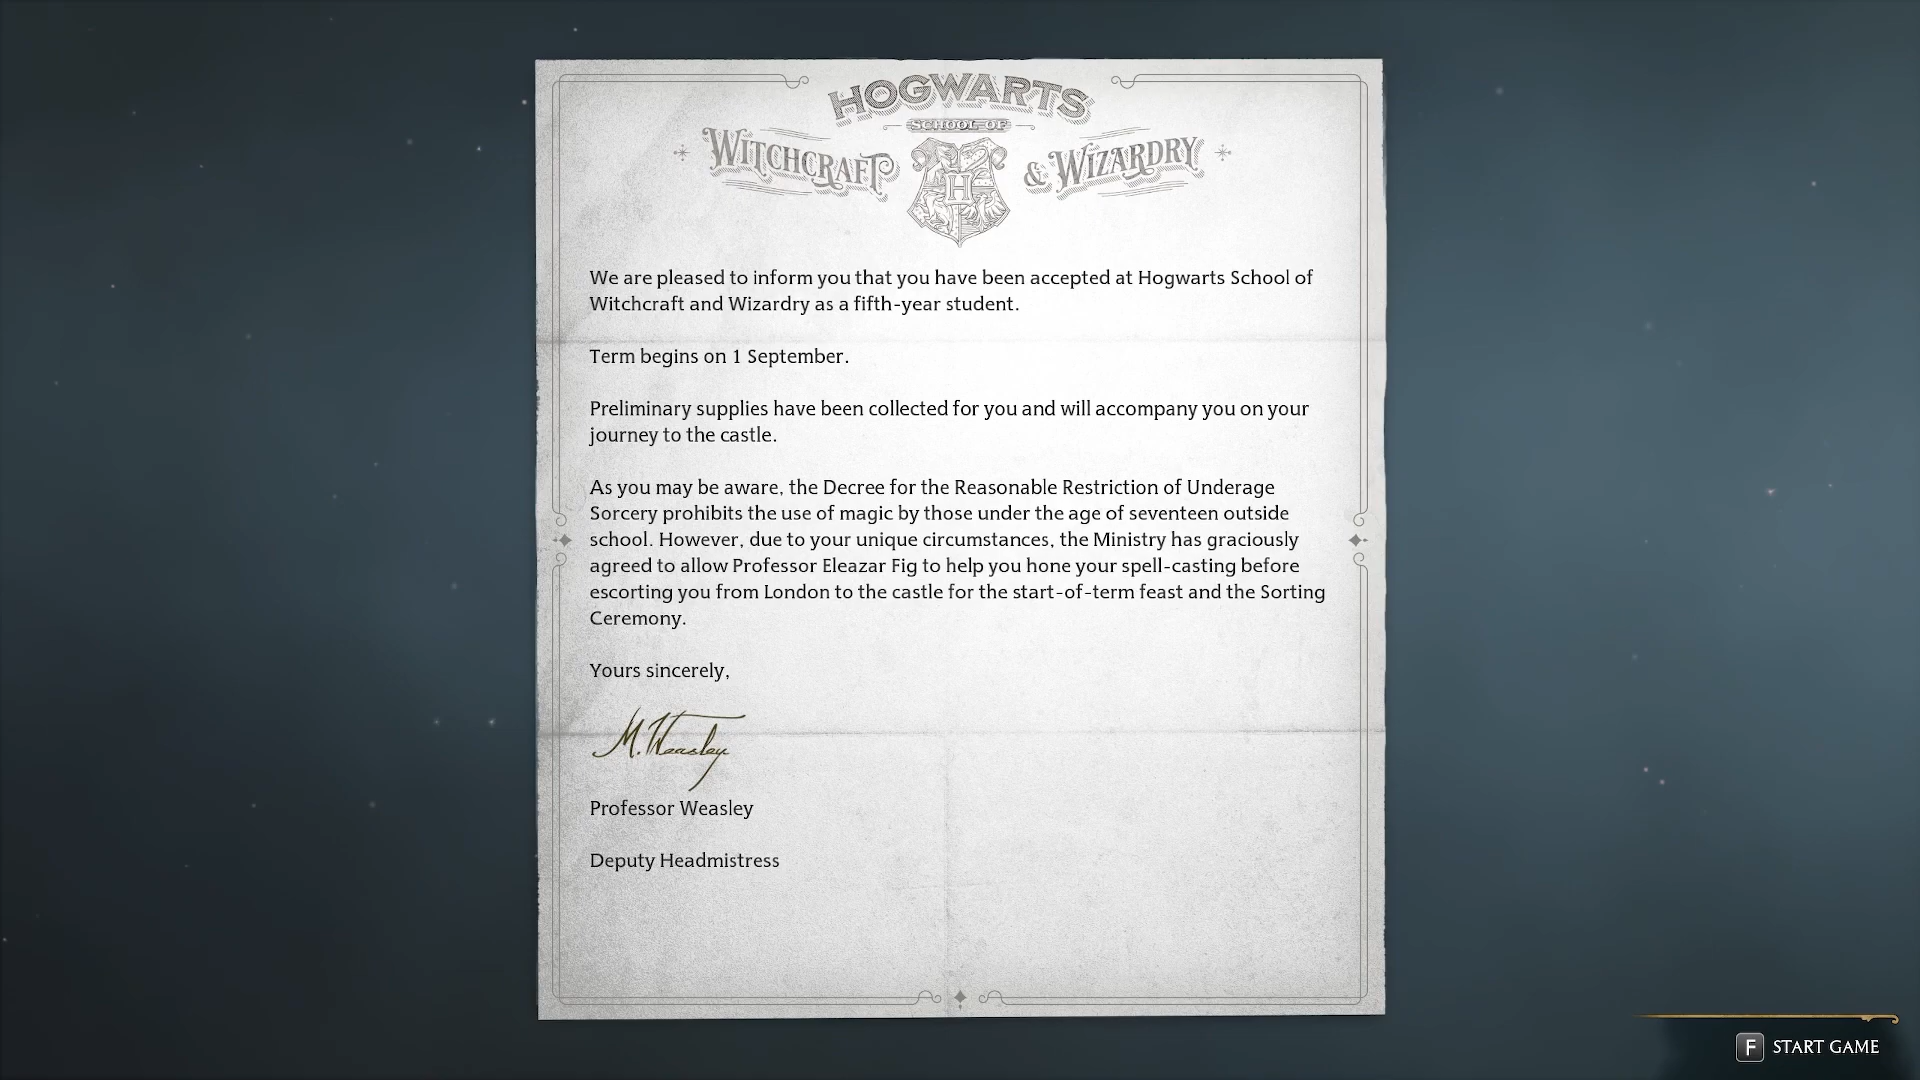 HOGWARTS
SCHOOL OF
WITCHCRAFT & WIZARDRY
H
We are pleased to inform you that you have been accepted at Hogwarts School of
Witchcraft and Wizardry as a fifth-year student.
Term begins on 1 September.
Preliminary supplies have been collected for you and will accompany you on your
journey to the castle.
As you may be aware, the Decree for the Reasonable Restriction of Underage
Sorcery prohibits the use of magic by those under the age of seventeen outside
school. However, due to your unique circumstances, the Ministry has graciously
agreed to allow Professor Eleazar Fig to help you hone your spell-casting before
escorting you from London to the castle for the start-of-term feast and the Sorting
Ceremony.
Yours sincerely,
M. Weasley
Professor Weasley
Deputy Headmistress
F START GAME